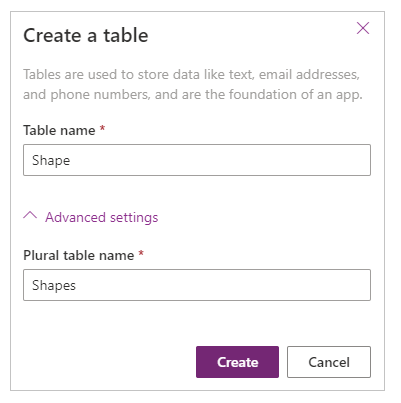 Create a table
Tables are used to store data like text, email addresses,
and phone numbers, and are the foundation of an app.
Table name *
Shape
Advanced settings
Plural table name *
Shapes
Create
Cancel